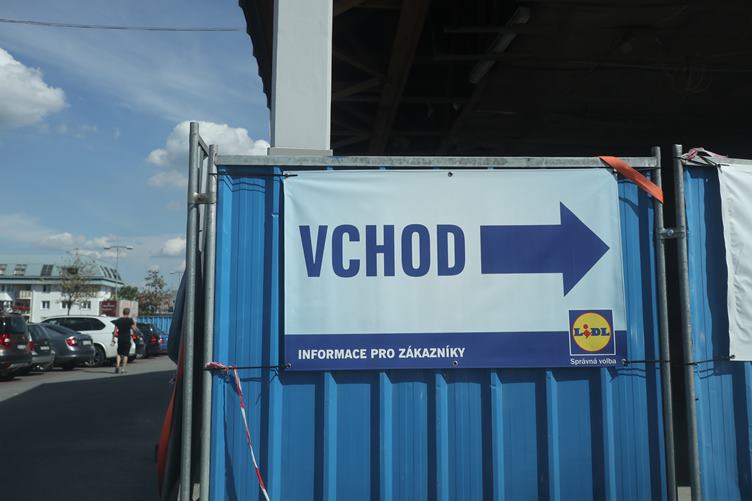 VCHOD
LIDL
INFORMACE PRO ZÁKAZNÍKY
Správná volba